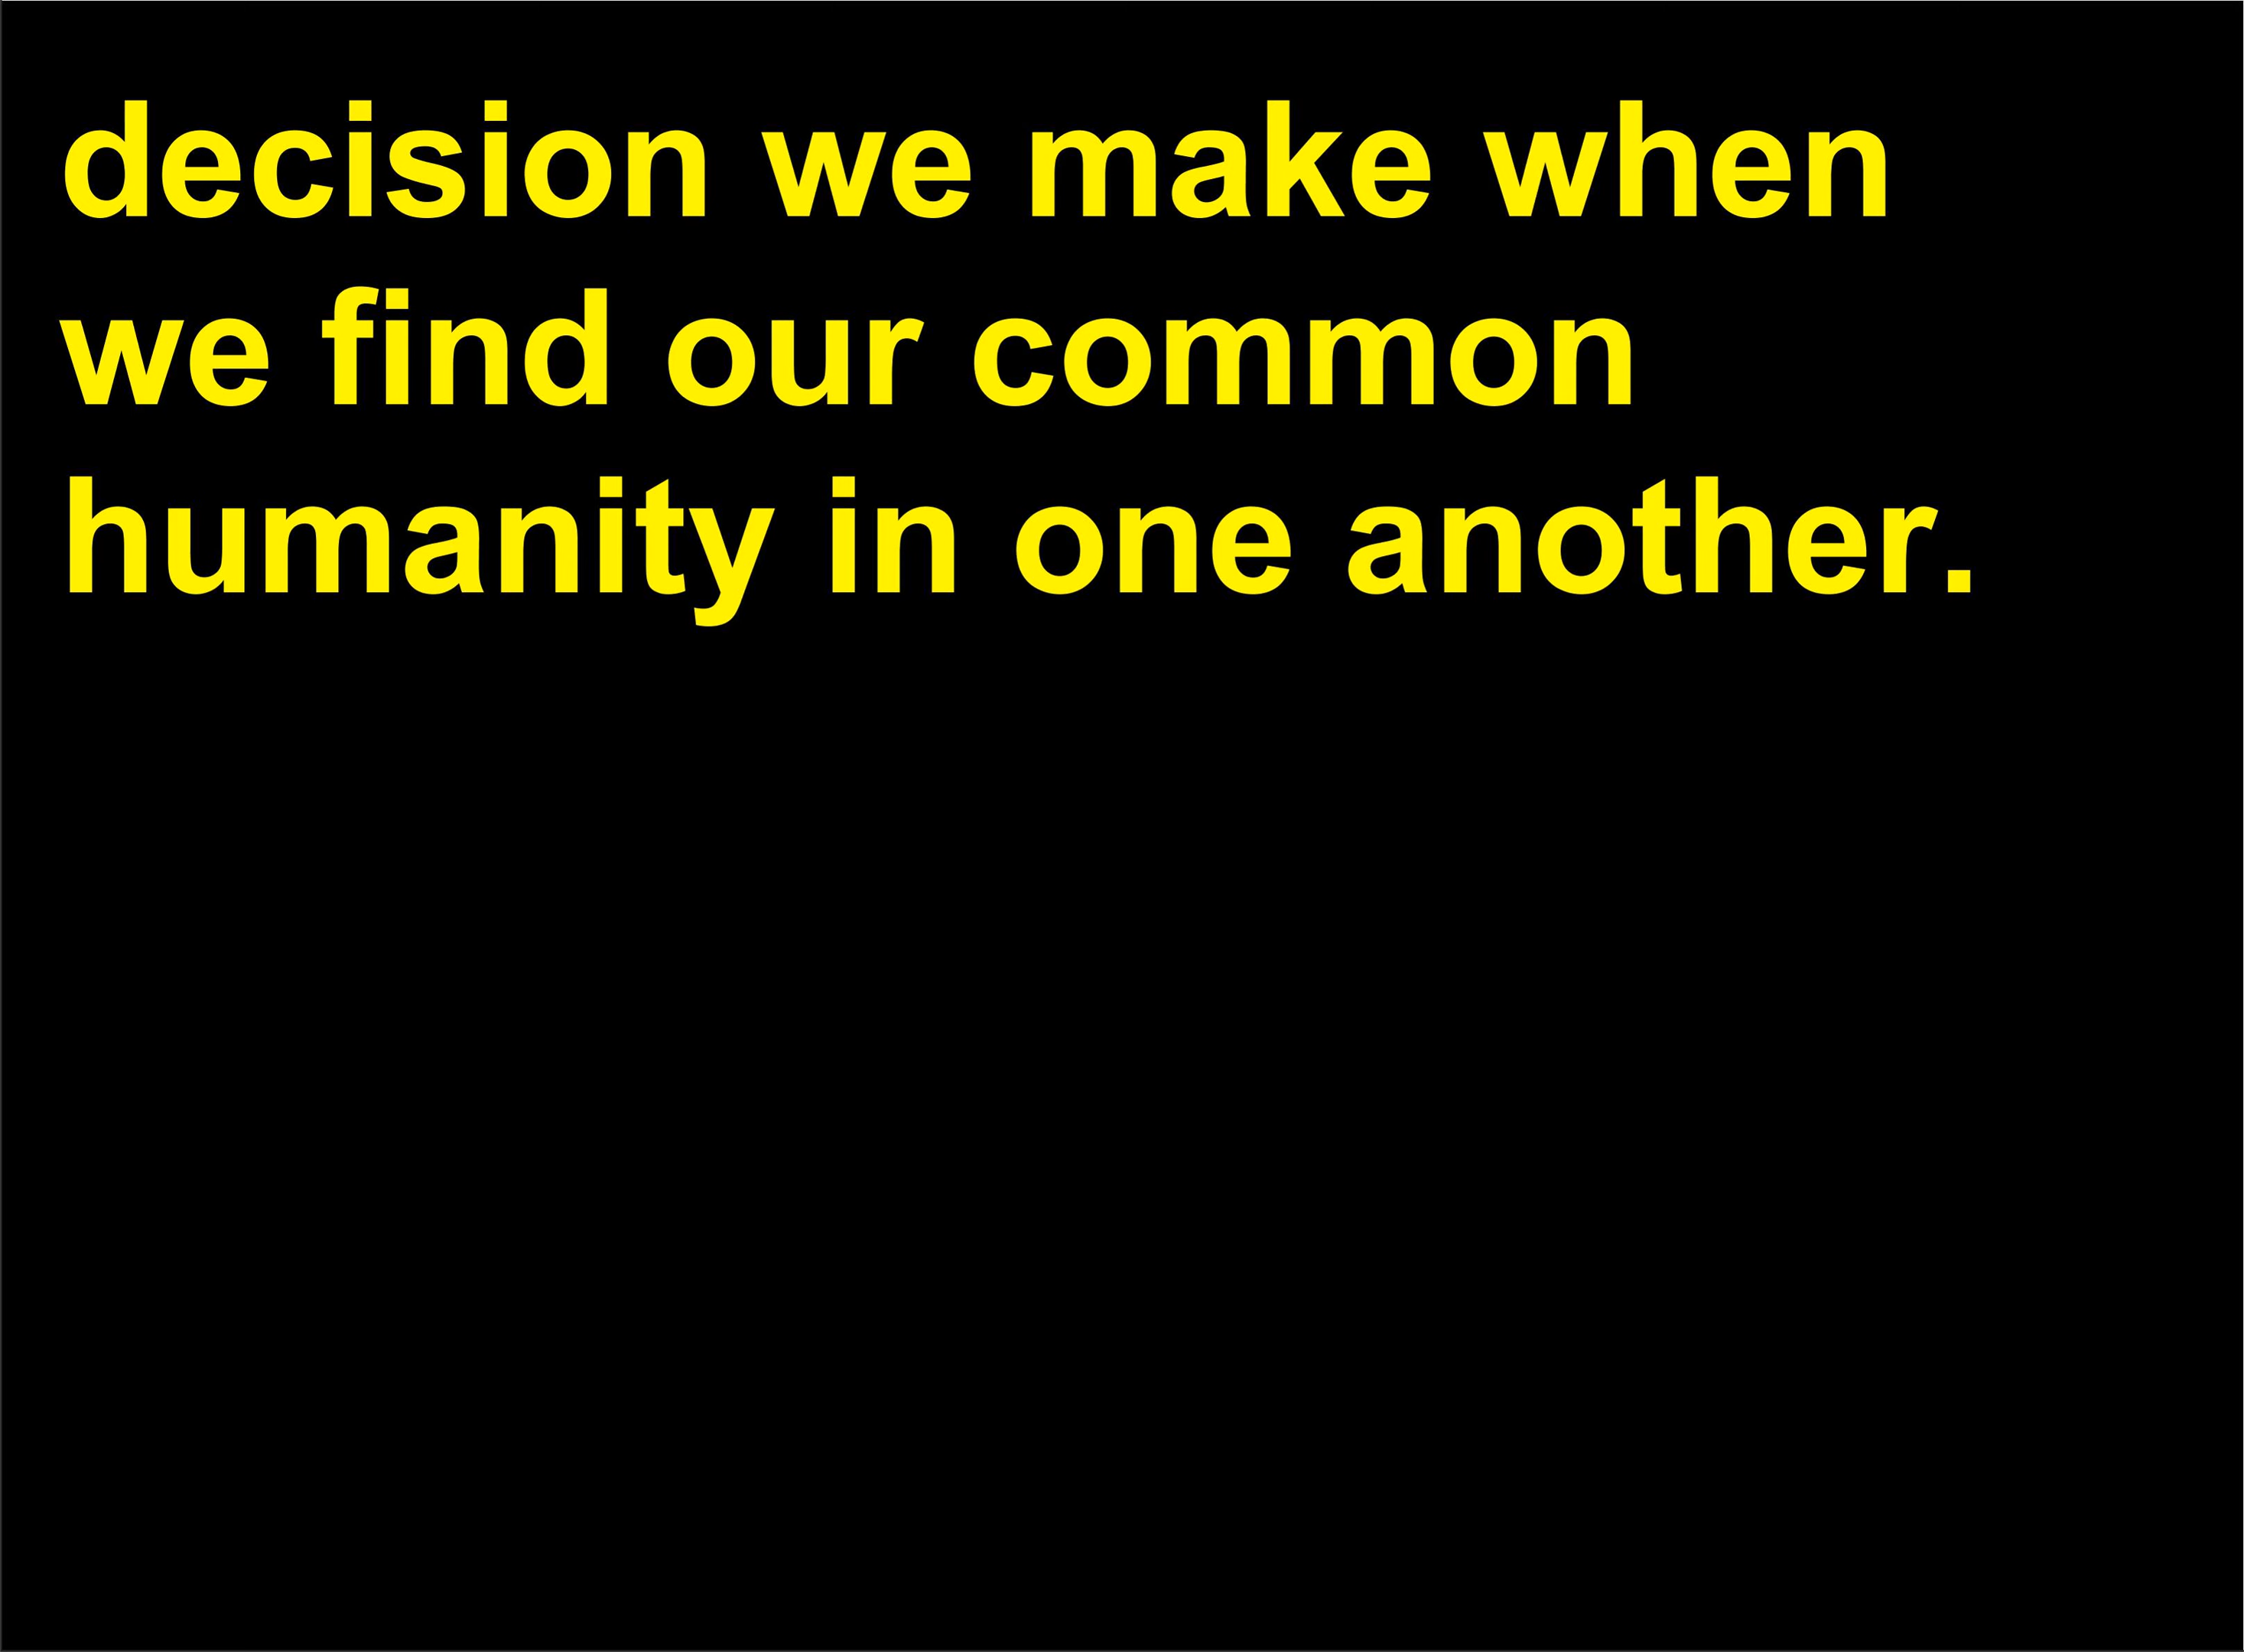 decision we make when
we find our common
humanity in one another.